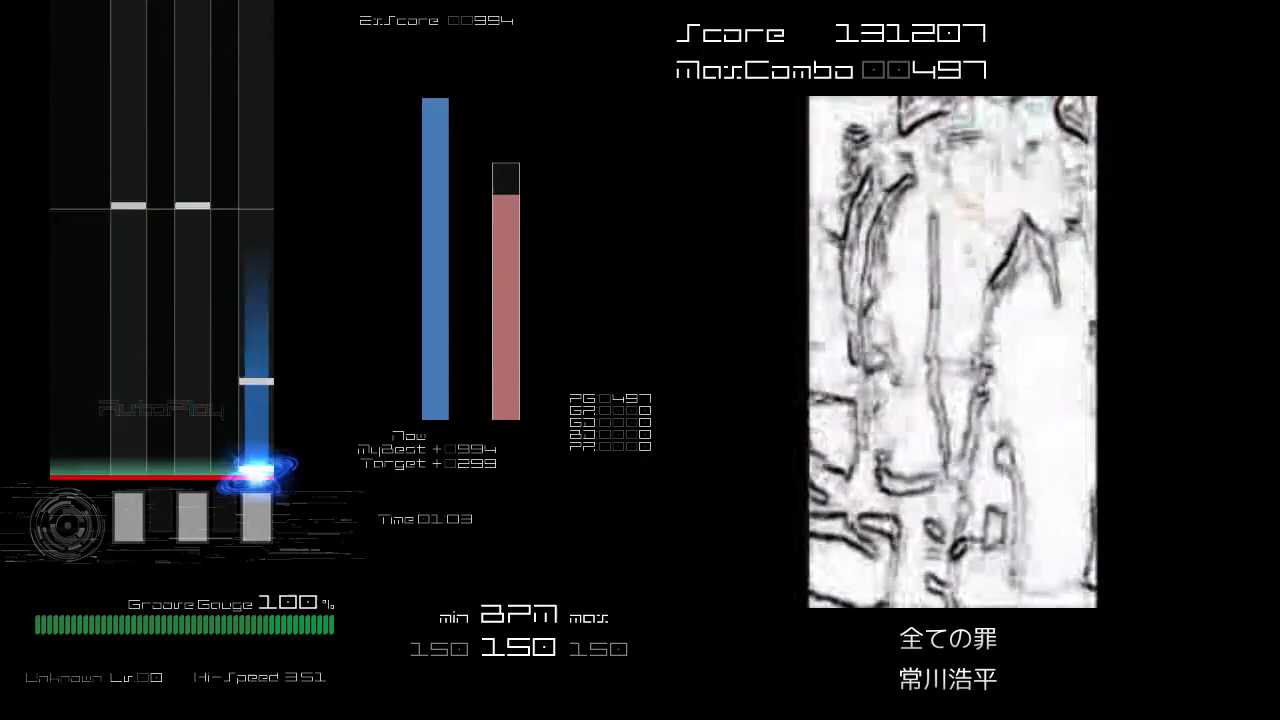 ExScore 00994
Score 131207
MaxCombo 00497
AutoPlay
PG:0497
GR:0000
GD:0000
BD:0000
PR:0000
Now
MyBest +0994
Target +0299
Time 01:03
Groove Gauge 100%
min BPM max
150 150 150
Unknown Lv.00 Hi-Speed 3.51
全ての罪
常川浩平